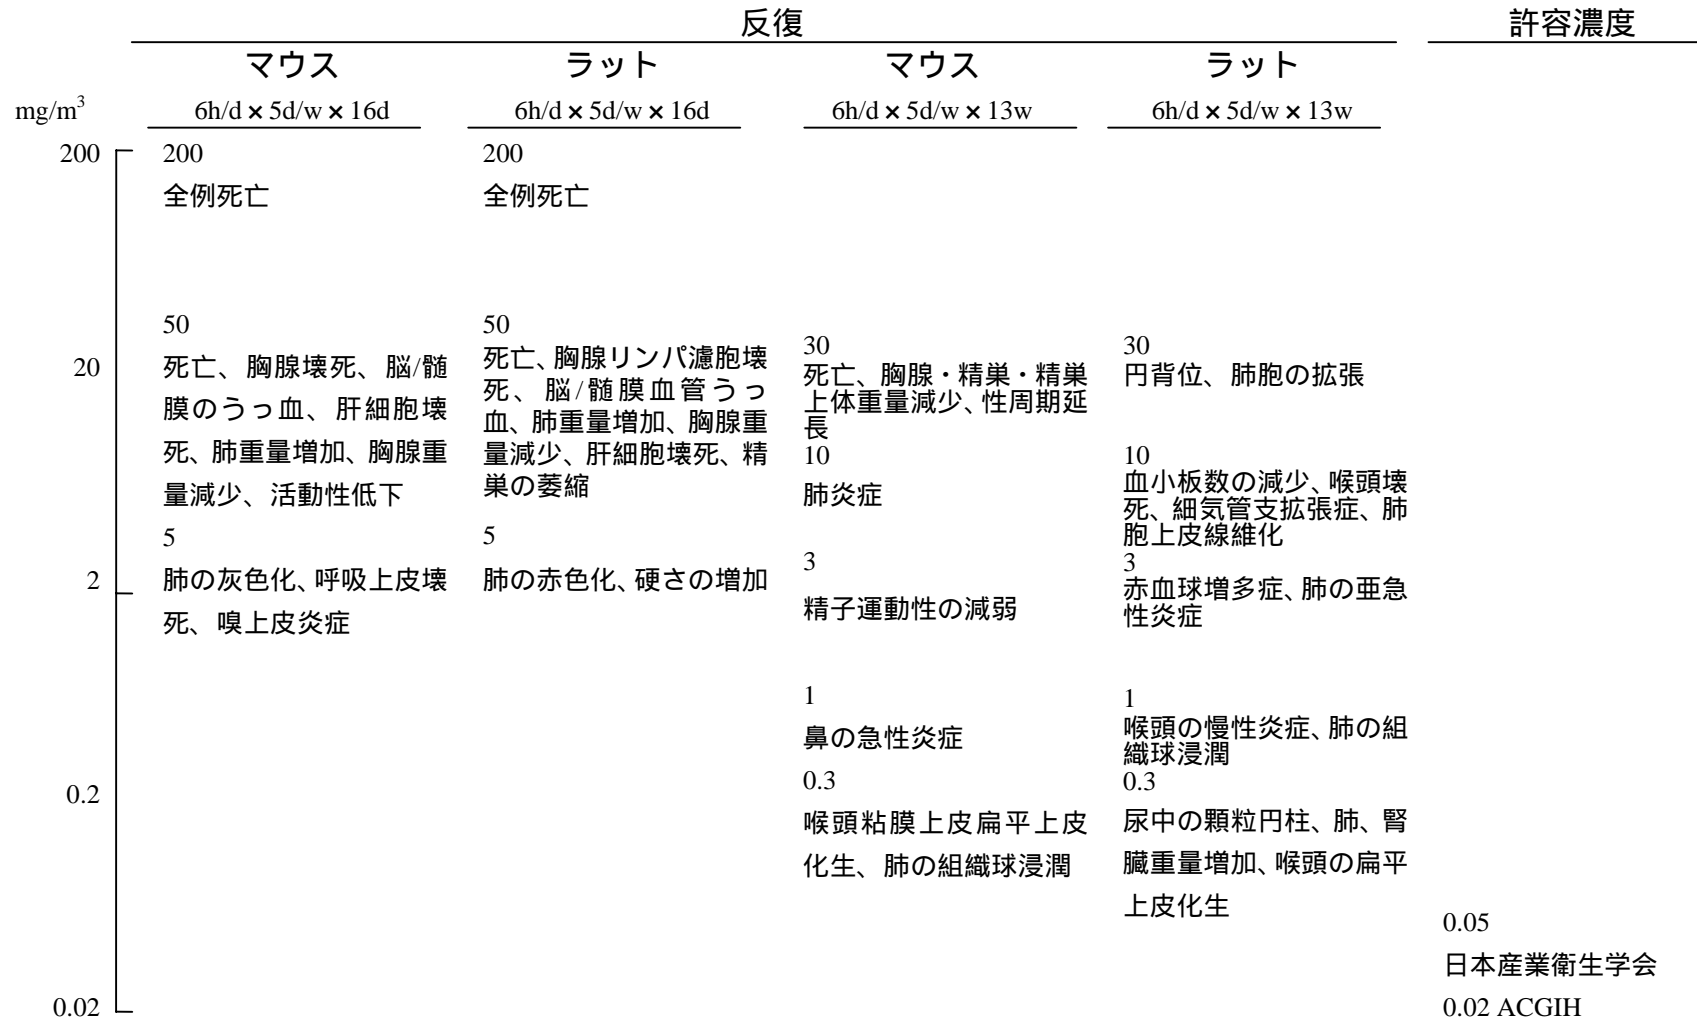 反復
許容濃度
マウス
ラット
マウス
ラット
mg/m³
6h/d × 5d/w × 16d
6h/d × 5d/w × 16d
6h/d × 5d/w × 13w
6h/d × 5d/w × 13w
200
20
2
0.2
0.02
200
全例死亡
50
死亡、胸腺壊死、脳/髄
膜のうっ血、肝細胞壊
死、肺重量増加、胸腺重
量減少、活動性低下
5
肺の灰色化、呼吸上皮壊
死、嗅上皮炎症
200
全例死亡
50
死亡、胸腺リンパ濾胞壊
死、脳/髄膜血管うっ
血、肺重量増加、胸腺重
量減少、肝細胞壊死、精
巣の萎縮
5
肺の赤色化、硬さの増加
30
死亡、胸腺・精巣・精巣
上体重量減少、性周期延
長
10
肺炎症
3
精子運動性の減弱
1
鼻の急性炎症
0.3
喉頭粘膜上皮扁平上皮
化生、肺の組織球浸潤
30
円背位、肺胞の拡張
10
血小板数の減少、喉頭壊
死、細気管支拡張症、肺
胞上皮線維化
3
赤血球増多症、肺の亜急
性炎症
1
喉頭の慢性炎症、肺の組
織球浸潤
0.3
尿中の顆粒円柱、肺、腎
臓重量増加、喉頭の扁平
上皮化生
0.05
日本産業衛生学会
0.02 ACGIH